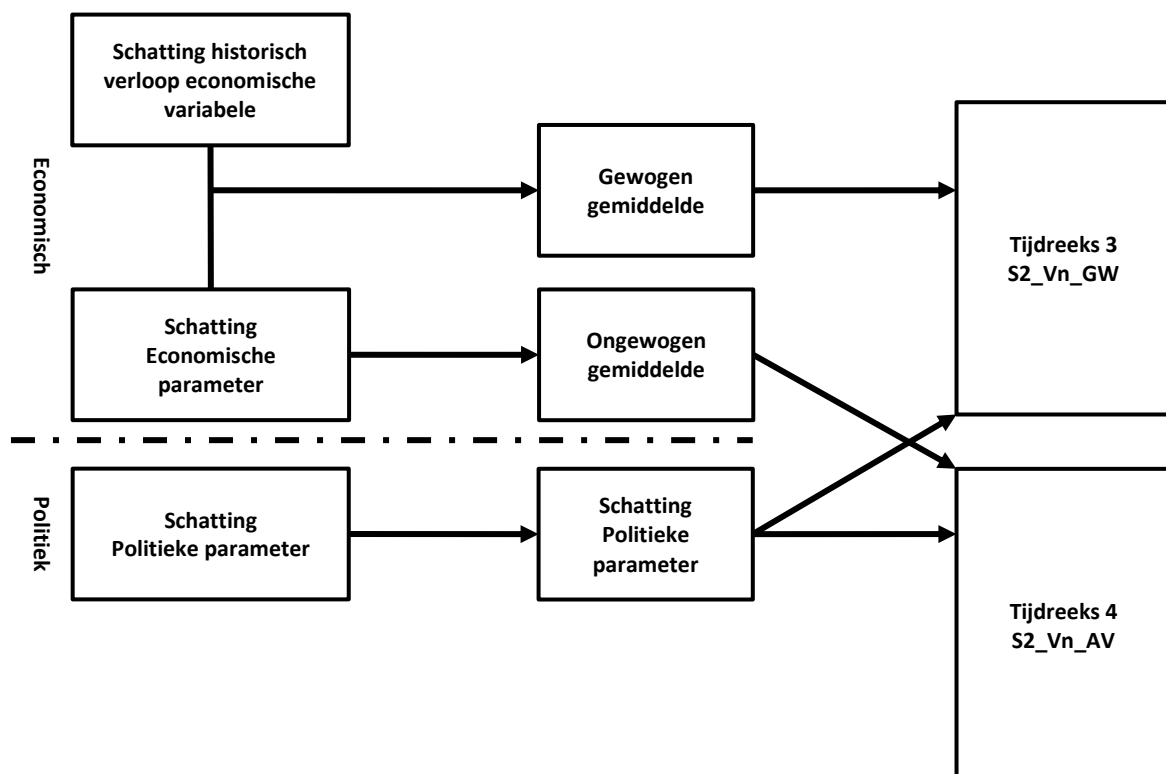 Schatting historisch
verloop economische
variabele
Economisch
Gewogen
gemiddelde
Tijdreeks 3
S2_Vn_GW
Schatting
Economische
parameter
Ongewogen
gemiddelde
Politiek
Schatting
Politieke parameter
Schatting
Politieke
parameter
Tijdreeks 4
S2_Vn_AV